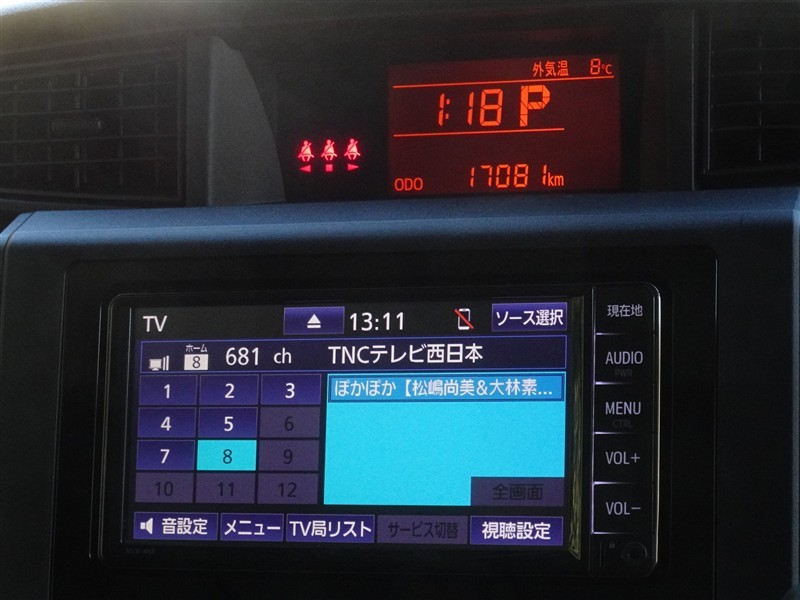 外気温 8℃
1:18 P
ODO 17081km
TV
13:11
ソース選択
ホーム
8
681 ch
TNCテレビ西日本
1 2 3
4 5 6
7 8 9
10 11 12
ぽかぽか【松嶋尚美&大林素…
全画面
音設定
メニュー
TV局リスト
サービス切替
視聴設定
現在地
AUDIO
PWR
MENU
CTRL
VOL+
VOL-